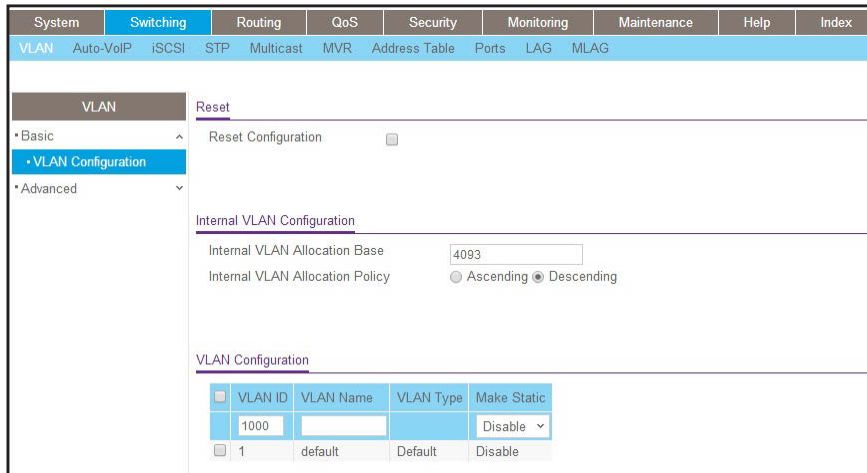 System Switching Routing QoS Security Monitoring Maintenance Help Index
VLAN Auto-VoIP iSCSI STP Multicast MVR Address Table Ports LAG MLAG
VLAN
Basic
VLAN Configuration
Advanced
Reset
Reset Configuration
Internal VLAN Configuration
Internal VLAN Allocation Base 4093
Internal VLAN Allocation Policy Ascending Descending
VLAN Configuration
VLAN ID VLAN Name VLAN Type Make Static
1000 Disable
1 default Default Disable